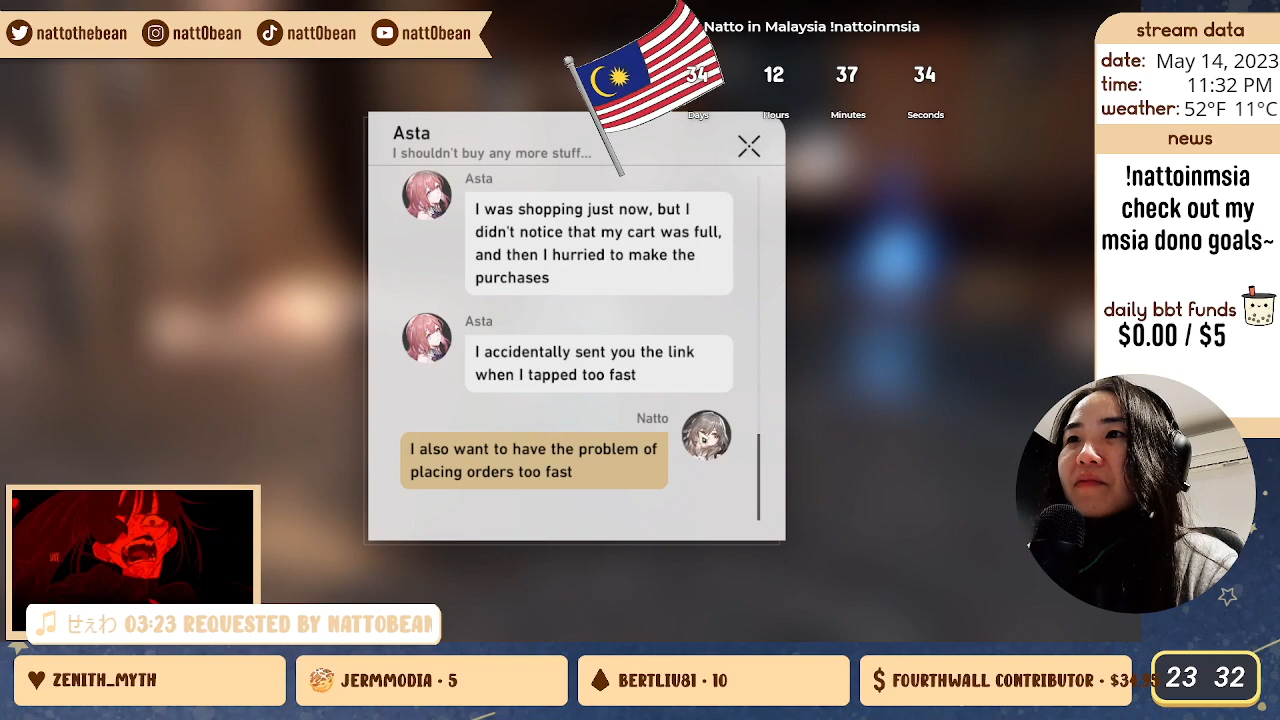 nattothebean
natt0bean
natt0bean
natt0bean
Natto in Malaysia !nattoinmsia
34
12
37
34
Days
Hours
Minutes
Seconds
stream data
date: May 14, 2023
time: 11:32 PM
weather: 52°F 11°C
news
!nattoinmsia
check out my
msia dono goals~
daily bbt funds
$0.00 / $5
Asta
I shouldn't buy any more stuff...
Asta
I was shopping just now, but I
didn't notice that my cart was full,
and then I hurried to make the
purchases
Asta
I accidentally sent you the link
when I tapped too fast
Natto
I also want to have the problem of
placing orders too fast
03:23 REQUESTED BY NATTOBEAN
ZENITH_MYTH
JERMMODIA · 5
BERTLIU81 · 10
FOURTHWALL CONTRIBUTOR
23 32